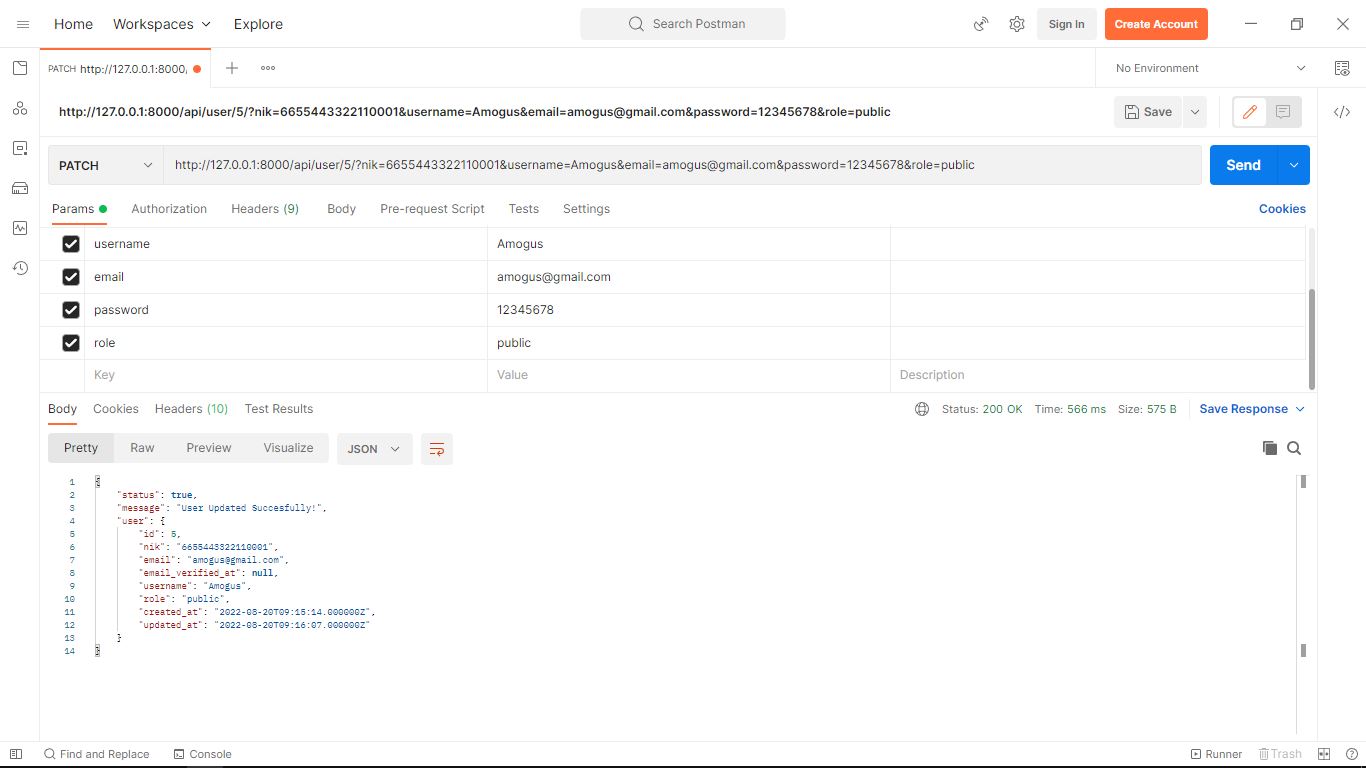 Home Workspaces Explore Search Postman Sign In Create Account
PATCH http://127.0.0.1:8000, No Environment
http://127.0.0.1:8000/api/user/5/?nik=6655443322110001&username=Amogus&email=amogus@gmail.com&password=12345678&role=public Save
PATCH http://127.0.0.1:8000/api/user/5/?nik=6655443322110001&username=Amogus&email=amogus@gmail.com&password=12345678&role=public Send
Params Authorization Headers (9) Body Pre-request Script Tests Settings Cookies
username Amogus
email amogus@gmail.com
password 12345678
role public
Key Value Description
Body Cookies Headers (10) Test Results Status: 200 OK Time: 566 ms Size: 575 B Save Response
Pretty Raw Preview Visualize JSON
1 {
2 "status": true,
3 "message": "User Updated Succesfully!",
4 "user": {
5 "id": 5,
6 "nik": "6655443322110001",
7 "email": "amogus@gmail.com",
8 "email_verified_at": null,
9 "username": "Amogus",
10 "role": "public",
11 "created_at": "2022-08-20T09:15:14.000000Z",
12 "updated_at": "2022-08-20T09:16:07.000000Z"
13 }
14 }
Find and Replace Console Runner Trash